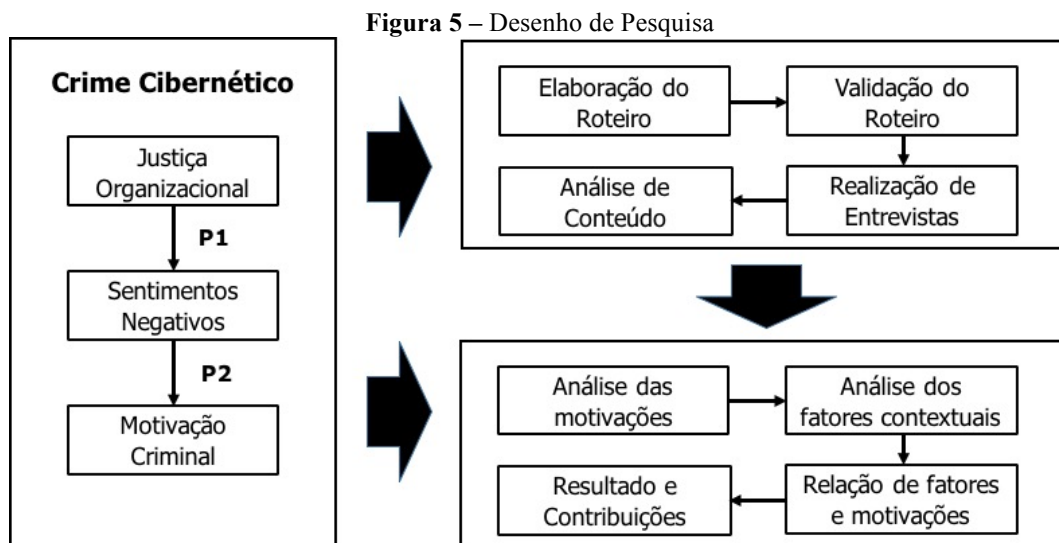 Figura 5 – Desenho de Pesquisa
Crime Cibernético
Justiça
Organizacional
P1
Sentimentos
Negativos
P2
Motivação
Criminal
Elaboração do
Roteiro
Validação do
Roteiro
Realização de
Entrevistas
Análise de
Conteúdo
Análise das
motivações
Análise dos
fatores contextuais
Relação de fatores
e motivações
Resultado e
Contribuições